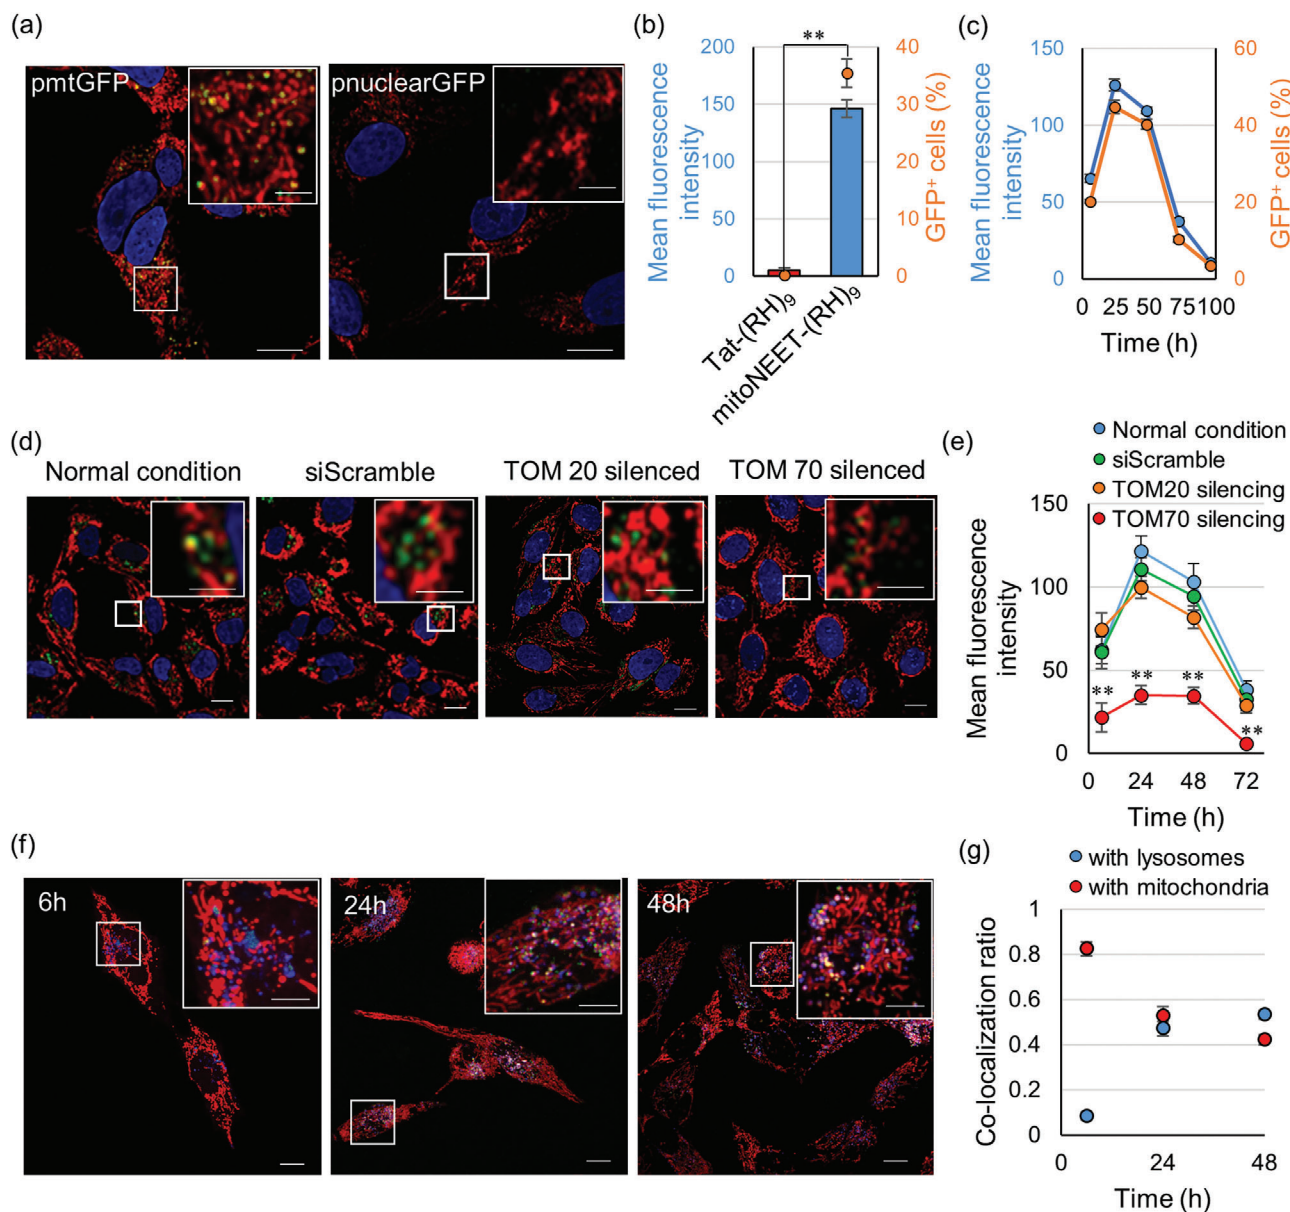 (a)
pmtGFP
pnuclearGFP
(b)
Mean fluorescence
intensity
200
150
100
50
0
**
40
30
20
10
0
GFP+ cells (%)
Tat-(RH)9
mitoNEET-(RH)9
(c)
Mean fluorescence
intensity
150
100
50
0
60
40
20
0
GFP+ cells (%)
0 25 50 75 100
Time (h)
(d)
Normal condition
siScramble
TOM 20 silenced
TOM 70 silenced
(e)
Normal condition
siScramble
TOM20 silencing
TOM70 silencing
Mean fluorescence
intensity
150
100
50
0
** ** ** **
0 24 48 72
Time (h)
(f)
6h
24h
48h
(g)
with lysosomes
with mitochondria
Co-localization ratio
1
0.8
0.6
0.4
0.2
0
0 24 48
Time (h)